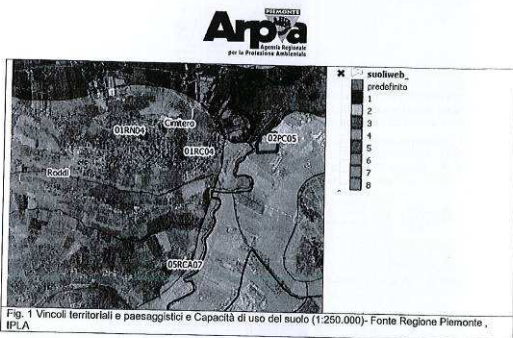 PIEMONTE
Arpa
Agenzia Regionale
per la Protezione Ambientale
suoliweb_
predefinito
1
2
3
4
5
6
7
8
Cimtero
01RN04
02PC05
01RC04
Roddi
05RCA07
Fig. 1 Vincoli territoriali e paesaggistici e Capacità di uso del suolo (1:250.000)- Fonte Regione Piemonte ,
IPLA